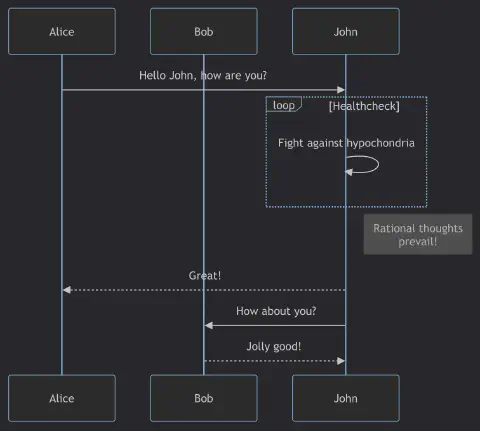 Alice
Bob
John
Hello John, how are you?
loop
[Healthcheck]
Fight against hypochondria
Rational thoughts
prevail!
Great!
How about you?
Jolly good!
Alice
Bob
John